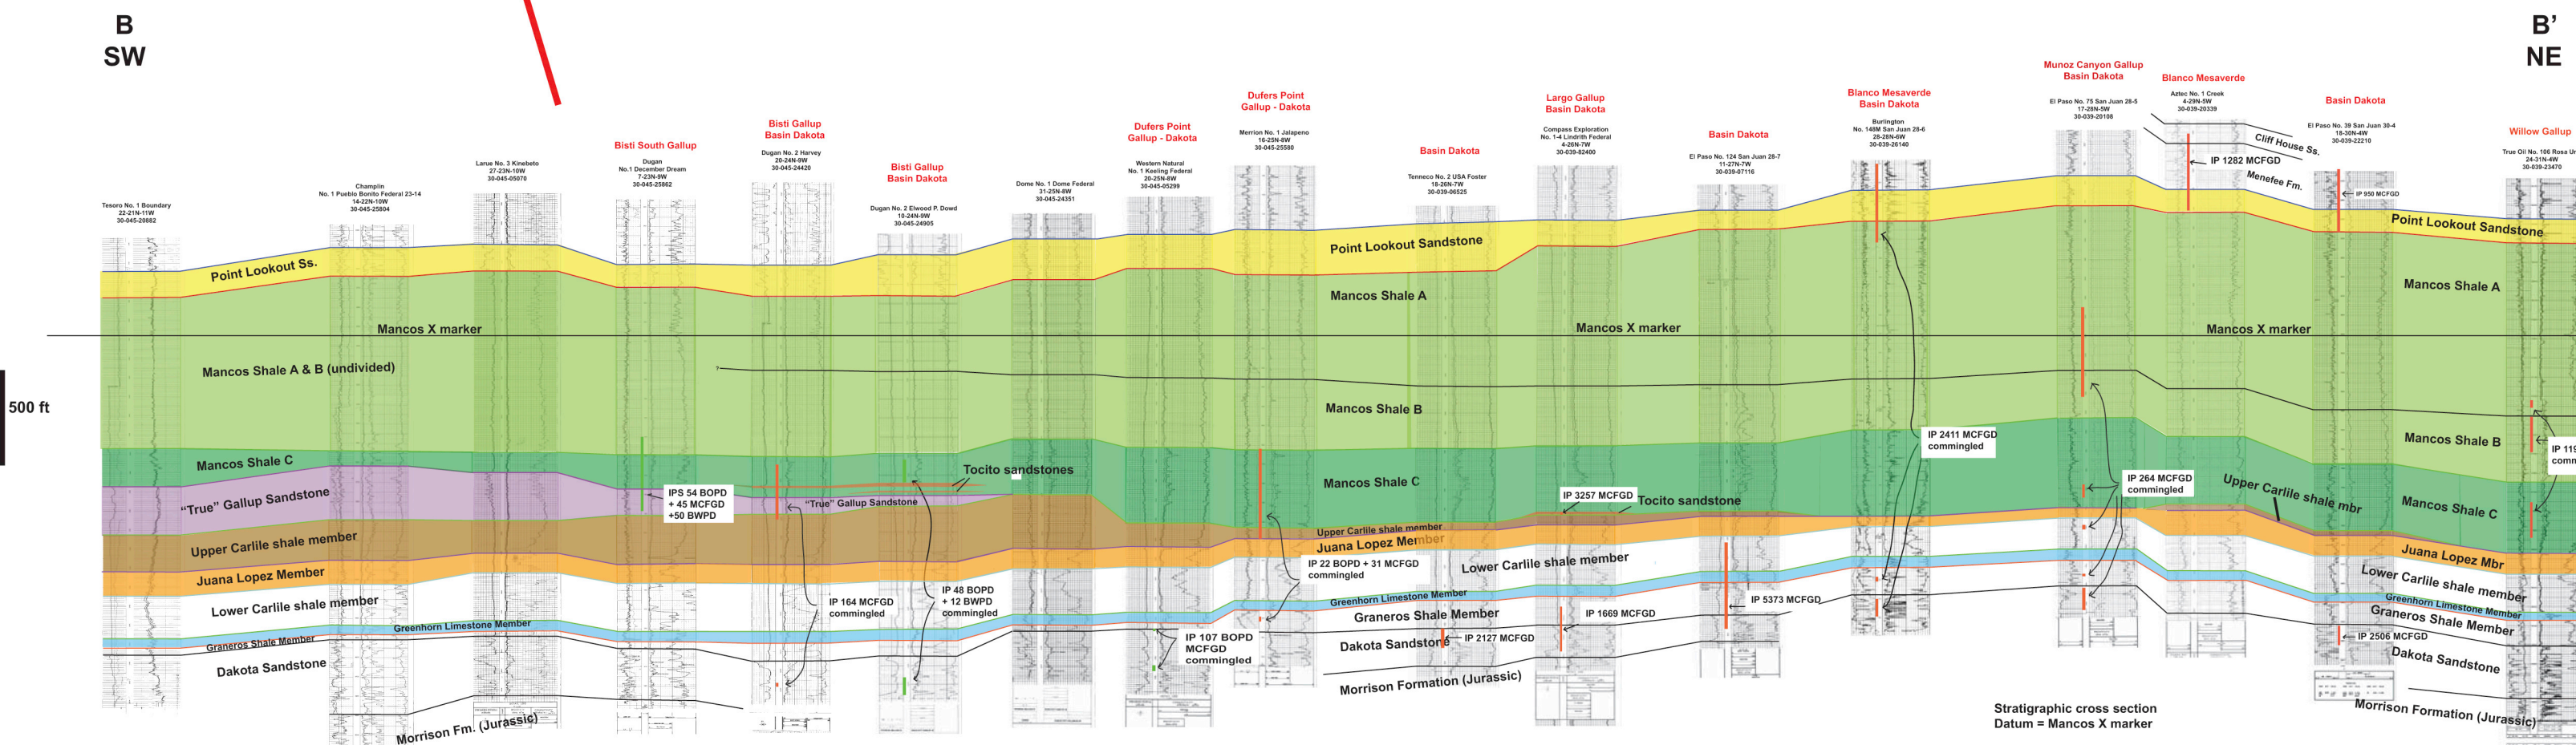 B
SW
B’
NE
500 ft
Tesoro No. 1 Boundary
22-21N-11W
30-045-20882
Champlin
No. 1 Pueblo Bonito Federal 23-14
14-22N-10W
30-045-25804
Larue No. 3 Kinebeto
27-23N-10W
30-045-05070
Bisti South Gallup
Dugan
No.1 December Dream
7-23N-9W
30-045-25862
Bisti Gallup
Basin Dakota
Dugan No. 2 Harvey
20-24N-9W
30-045-24420
Bisti Gallup
Basin Dakota
Dugan No. 2 Elwood P. Dowd
10-24N-9W
30-045-24905
Dome No. 1 Dome Federal
31-25N-8W
30-045-24351
Dufers Point
Gallup - Dakota
Western Natural
No. 1 Keeling Federal
20-25N-8W
30-045-05299
Dufers Point
Gallup - Dakota
Merrion No. 1 Jalapeno
16-25N-8W
30-045-25580
Basin Dakota
Tenneco No. 2 USA Foster
18-26N-7W
30-039-06525
Largo Gallup
Basin Dakota
Compass Exploration
No. 1-4 Lindrith Federal
4-26N-7W
30-039-82400
Basin Dakota
El Paso No. 124 San Juan 28-7
11-27N-7W
30-039-07116
Blanco Mesaverde
Basin Dakota
Burlington
No. 148M San Juan 28-6
28-28N-6W
30-039-26140
Munoz Canyon Gallup
Basin Dakota
El Paso No. 75 San Juan 28-5
17-28N-5W
30-039-20108
Blanco Mesaverde
Aztec No. 1 Creek
4-29N-5W
30-039-20339
Basin Dakota
El Paso No. 39 San Juan 30-4
18-30N-4W
30-039-22210
Willow Gallup
True Oil No. 106 Rosa Un
24-31N-4W
30-039-23470
Cliff House Ss.
IP 1282 MCFGD
Menefee Fm.
IP 950 MCFGD
Point Lookout Ss.
Point Lookout Sandstone
Point Lookout Sandstone
Mancos Shale A
Mancos Shale A
Mancos X marker
Mancos X marker
Mancos X marker
Mancos Shale A & B (undivided)
?
Mancos Shale B
Mancos Shale B
IP 2411 MCFGD
commingled
IP 119
comm
Mancos Shale C
Tocito sandstones
Mancos Shale C
IP 264 MCFGD
commingled
Upper Carlile shale mbr
Mancos Shale C
“True” Gallup Sandstone
IPS 54 BOPD
+ 45 MCFGD
+50 BWPD
“True” Gallup Sandstone
IP 3257 MCFGD
Tocito sandstone
Upper Carlile shale member
Upper Carlile shale member
Juana Lopez Member
Juana Lopez Member
Juana Lopez Mbr
IP 22 BOPD + 31 MCFGD
commingled
Lower Carlile shale member
Lower Carlile shale member
Lower Carlile shale member
IP 164 MCFGD
commingled
IP 48 BOPD
+ 12 BWPD
commingled
Greenhorn Limestone Member
Greenhorn Limestone Member
Greenhorn Limestone Member
IP 5373 MCFGD
IP 1669 MCFGD
Graneros Shale Member
Graneros Shale Member
Graneros Shale Member
IP 107 BOPD
MCFGD
commingled
IP 2127 MCFGD
IP 2506 MCFGD
Dakota Sandstone
Dakota Sandstone
Dakota Sandstone
Morrison Fm. (Jurassic)
Morrison Formation (Jurassic)
Morrison Formation (Jurassic)
Stratigraphic cross section
Datum = Mancos X marker